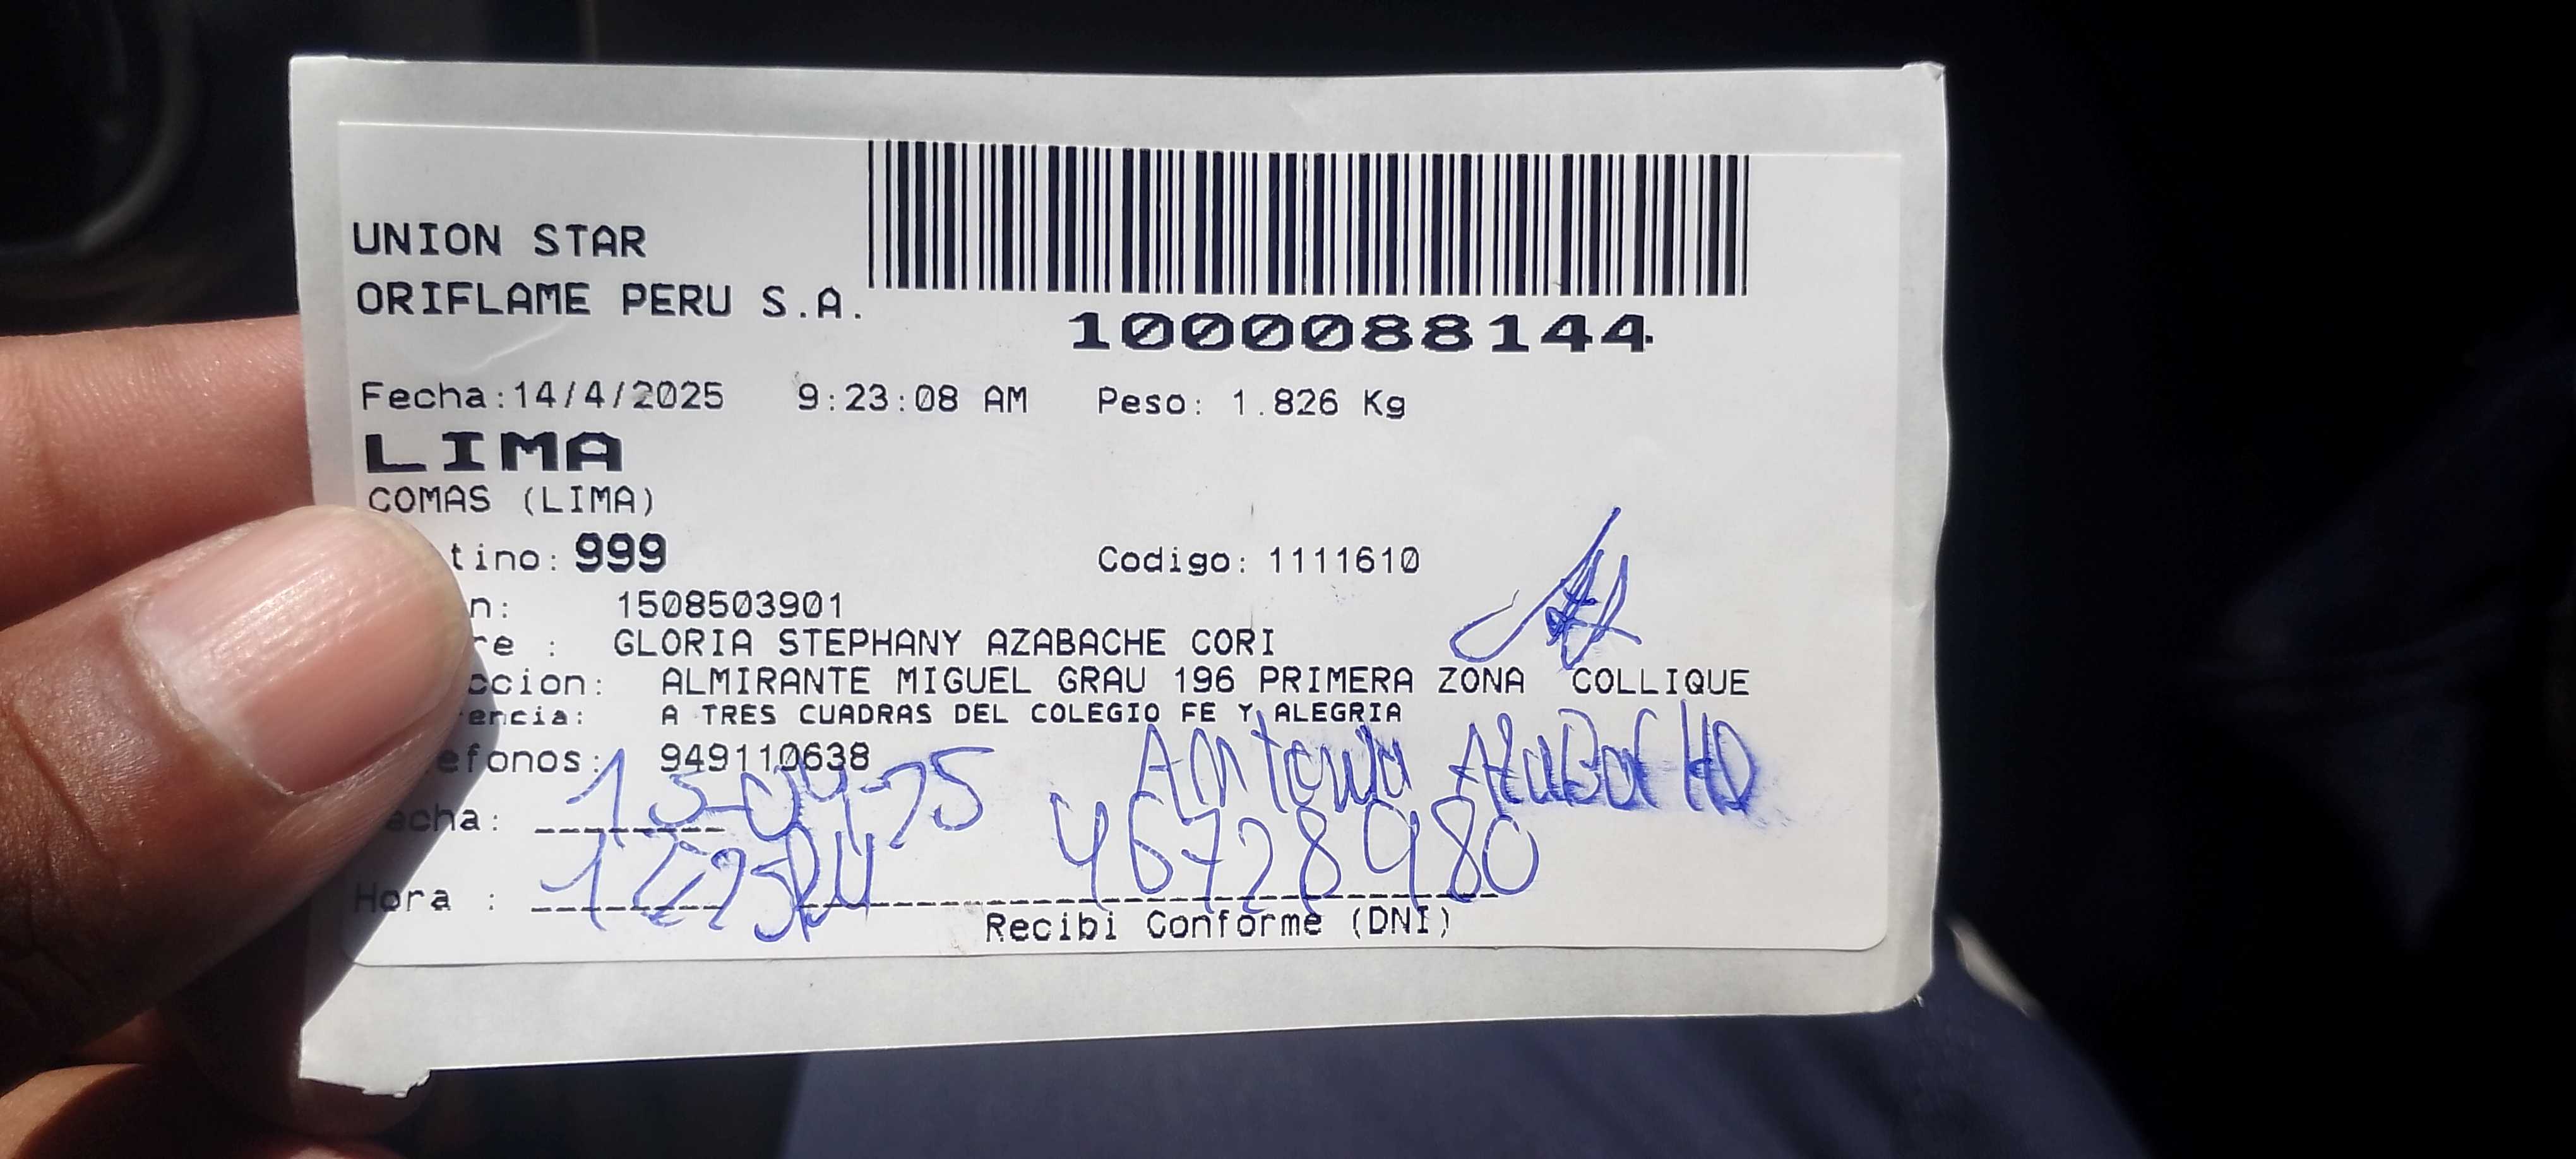 UNION STAR
ORIFLAME PERU S.A.
1000088144
Fecha:14/4/2025 9:23:08 AM Peso: 1.826 Kg
LIMA
COMAS (LIMA)
tino: 999 Codigo: 1111610
n: 1508503901
re : GLORIA STEPHANY AZABACHE CORI
ccion: ALMIRANTE MIGUEL GRAU 196 PRIMERA ZONA COLLIQUE
encia: A TRES CUADRAS DEL COLEGIO FE Y ALEGRIA
efonos: 949110638
Antonia
echa: 15-04-25 46728980
Hora :
Recibi Conforme (DNI)